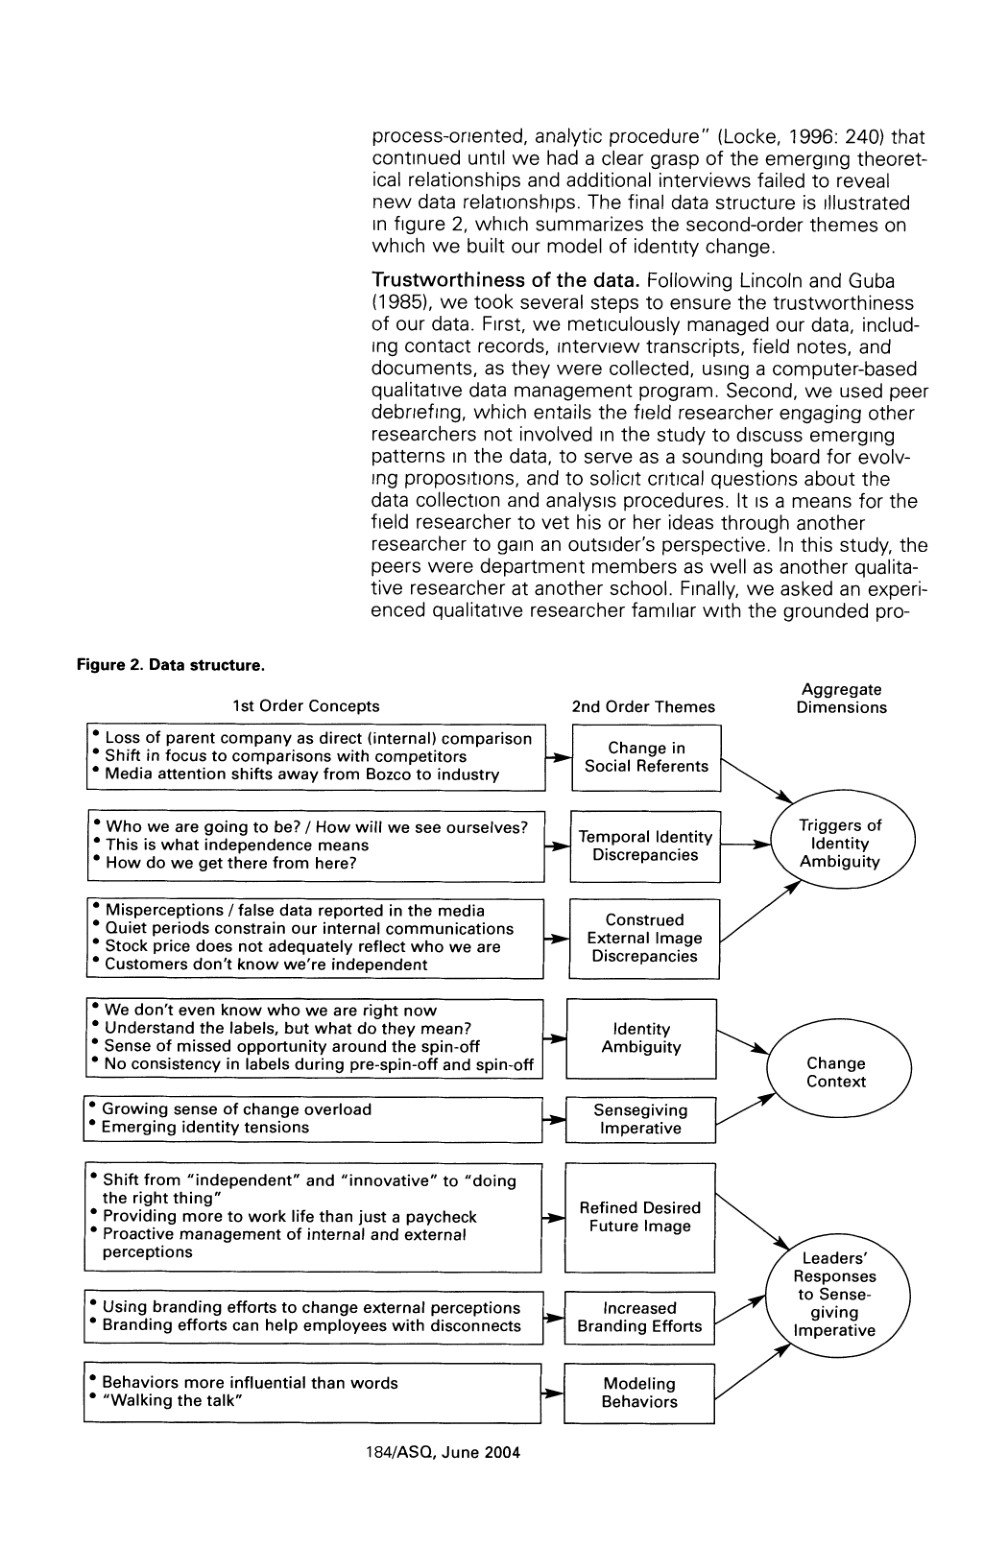 process-oriented, analytic procedure" (Locke, 1996: 240) that
continued until we had a clear grasp of the emerging theoret-
ical relationships and additional interviews failed to reveal
new data relationships. The final data structure is illustrated
in figure 2, which summarizes the second-order themes on
which we built our model of identity change.
Trustworthiness of the data. Following Lincoln and Guba
(1985), we took several steps to ensure the trustworthiness
of our data. First, we meticulously managed our data, includ-
ing contact records, interview transcripts, field notes, and
documents, as they were collected, using a computer-based
qualitative data management program. Second, we used peer
debriefing, which entails the field researcher engaging other
researchers not involved in the study to discuss emerging
patterns in the data, to serve as a sounding board for evolv-
ing propositions, and to solicit critical questions about the
data collection and analysis procedures. It is a means for the
field researcher to vet his or her ideas through another
researcher to gain an outsider's perspective. In this study, the
peers were department members as well as another qualita-
tive researcher at another school. Finally, we asked an experi-
enced qualitative researcher familiar with the grounded pro-
Figure 2. Data structure.
1st Order Concepts
2nd Order Themes
Aggregate
Dimensions
• Loss of parent company as direct (internal) comparison
• Shift in focus to comparisons with competitors
• Media attention shifts away from Bozco to industry
Change in
Social Referents
• Who we are going to be? / How will we see ourselves?
• This is what independence means
• How do we get there from here?
Temporal Identity
Discrepancies
• Misperceptions / false data reported in the media
• Quiet periods constrain our internal communications
• Stock price does not adequately reflect who we are
• Customers don't know we're independent
Construed
External Image
Discrepancies
Triggers of
Identity
Ambiguity
• We don't even know who we are right now
• Understand the labels, but what do they mean?
• Sense of missed opportunity around the spin-off
• No consistency in labels during pre-spin-off and spin-off
Identity
Ambiguity
• Growing sense of change overload
• Emerging identity tensions
Sensegiving
Imperative
Change
Context
• Shift from "independent" and "innovative" to "doing
the right thing"
• Providing more to work life than just a paycheck
• Proactive management of internal and external
perceptions
Refined Desired
Future Image
• Using branding efforts to change external perceptions
• Branding efforts can help employees with disconnects
Increased
Branding Efforts
• Behaviors more influential than words
• "Walking the talk"
Modeling
Behaviors
Leaders'
Responses
to Sense-
giving
Imperative
184/ASQ, June 2004